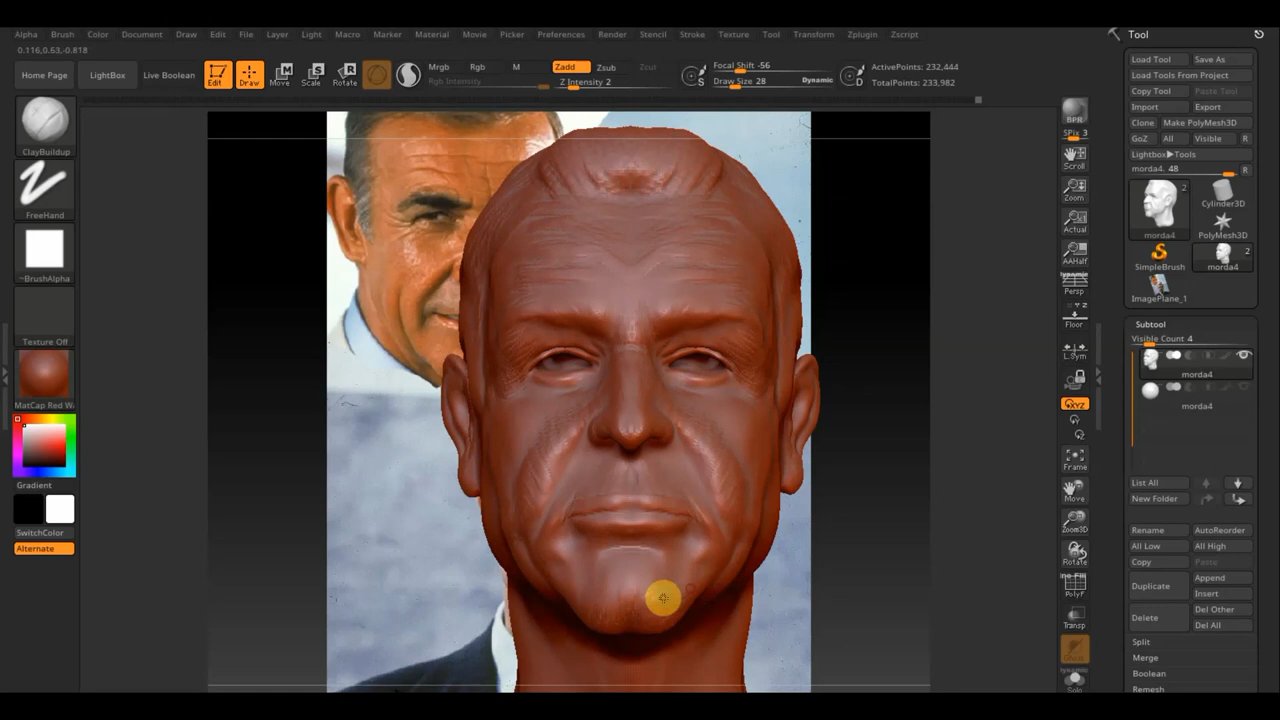 Alpha Brush Color Document Draw Edit File Layer Light Macro Marker Material Movie Picker Preferences Render Stencil Stroke Texture Tool Transform Zplugin Zscript
Tool
0.116,0.63,-0.818
Home Page LightBox Live Boolean Edit Draw Move Scale Rotate
Mrgb Rgb M Zadd Zsub Zcut
Rgb Intensity Z Intensity 2
Focal Shift -56
Draw Size 28 Dynamic
ActivePoints: 232,444
TotalPoints: 233,982
Load Tool Save As
Load Tools From Project
Copy Tool Paste Tool
Import Export
Clone Make PolyMesh3D
GoZ All Visible R
Lightbox▶Tools
morda4. 48 R
2
morda4
Cylinder3D
PolyMesh3D
SimpleBrush
2
morda4
ImagePlane_1
Subtool
Visible Count 4
morda4
morda4
List All
New Folder
Rename AutoReorder
All Low All High
Copy Paste
Duplicate Append
Insert
Delete Del Other
Del All
Split
Merge
Boolean
Remesh
ClayBuildup
FreeHand
~BrushAlpha
Texture Off
MatCap Red Wa
Gradient
SwitchColor
Alternate
BPR
SPix 3
Scroll
Zoom
Actual
AAHalf
Persp
Floor
L.Sym
XYZ
Y
Z
Frame
Move
Zoom3D
Rotate
PolyF
Transp
Solo